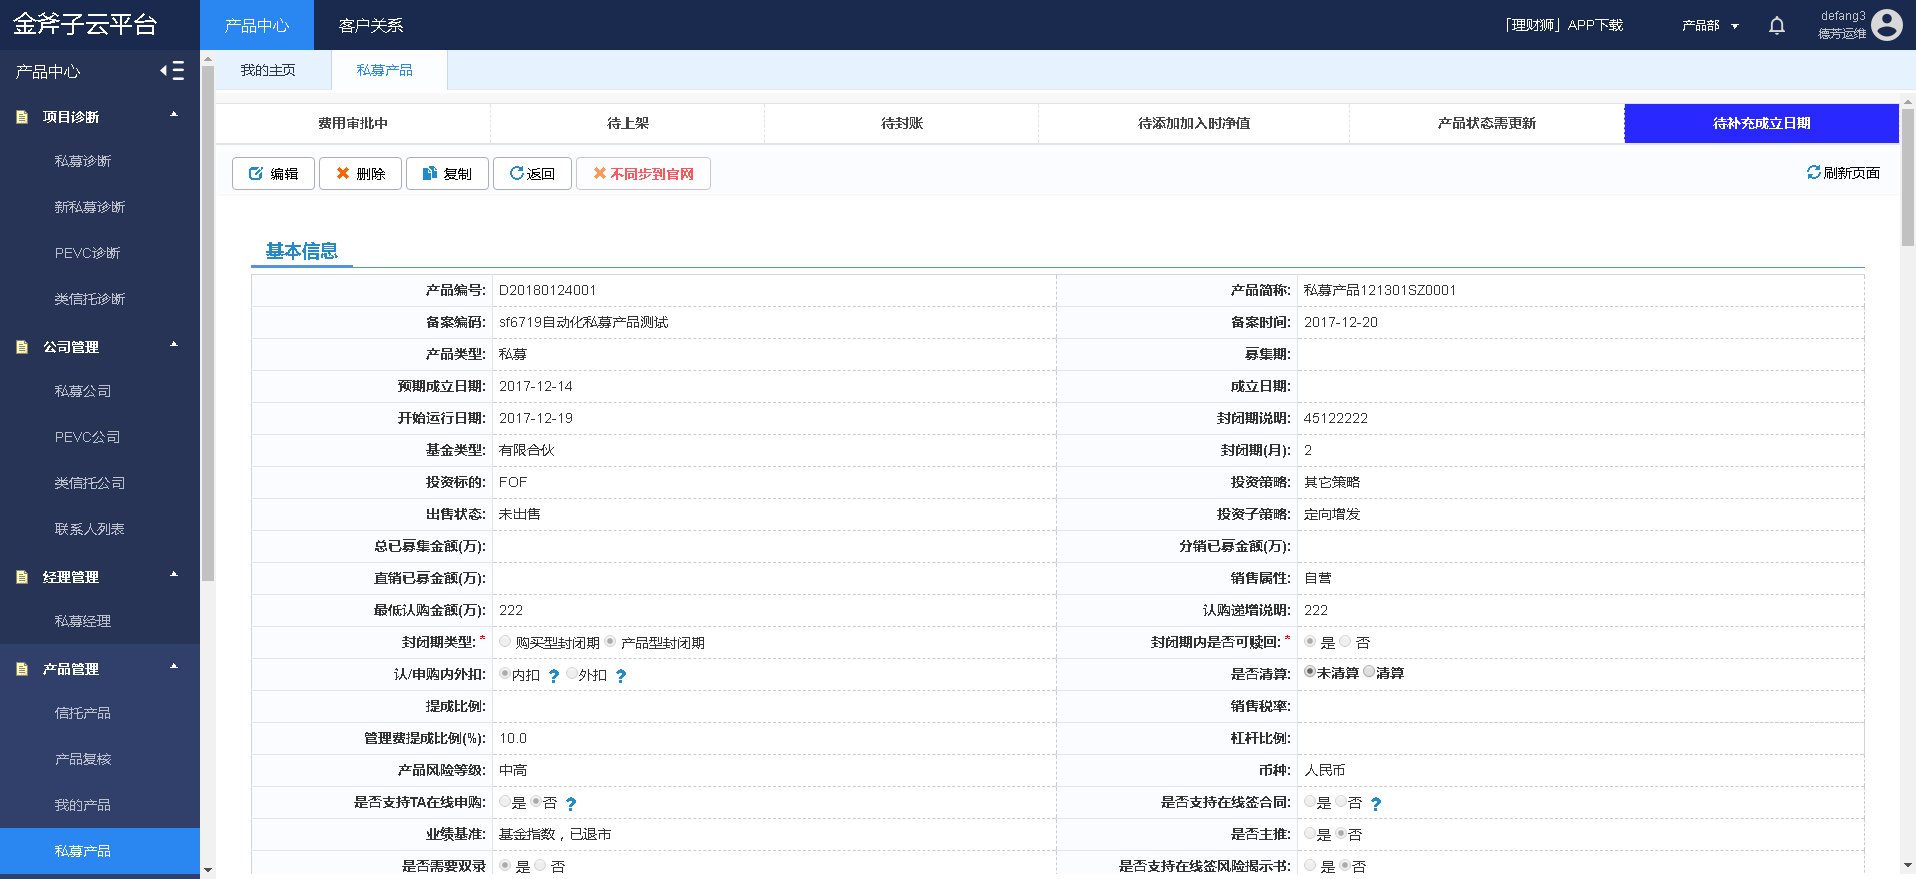 金斧子云平台
产品中心
客户关系
「理财狮」APP下载
产品部
defang3
德芳运维
产品中心
项目诊断
私募诊断
新私募诊断
PEVC诊断
类信托诊断
公司管理
私募公司
PEVC公司
类信托公司
联系人列表
经理管理
私募经理
产品管理
信托产品
产品复核
我的产品
私募产品
我的主页
私募产品
费用审批中
待上架
待封账
待添加加入时净值
产品状态需更新
待补充成立日期
编辑
删除
复制
返回
不同步到官网
刷新页面
基本信息
产品编号: D20180124001
产品简称: 私募产品121301SZ0001
备案编码: sf6719自动化私募产品测试
备案时间: 2017-12-20
产品类型: 私募
募集期:
预期成立日期: 2017-12-14
成立日期:
开始运行日期: 2017-12-19
封闭期说明: 45122222
基金类型: 有限合伙
封闭期(月): 2
投资标的: FOF
投资策略: 其它策略
出售状态: 未出售
投资子策略: 定向增发
总已募集金额(万):
分销已募金额(万):
直销已募金额(万):
销售属性: 自营
最低认购金额(万): 222
认购递增说明: 222
封闭期类型:* 购买型封闭期 产品型封闭期
封闭期内是否可赎回:* 是 否
认/申购内外扣: 内扣 ? 外扣 ?
是否清算: 未清算 清算
提成比例:
销售税率:
管理费提成比例(%): 10.0
杠杆比例:
产品风险等级: 中高
币种: 人民币
是否支持TA在线申购: 是 否 ?
是否支持在线签合同: 是 否 ?
业绩基准: 基金指数，已退市
是否主推: 是 否
是否需要双录 是 否
是否支持在线签风险揭示书: 是 否